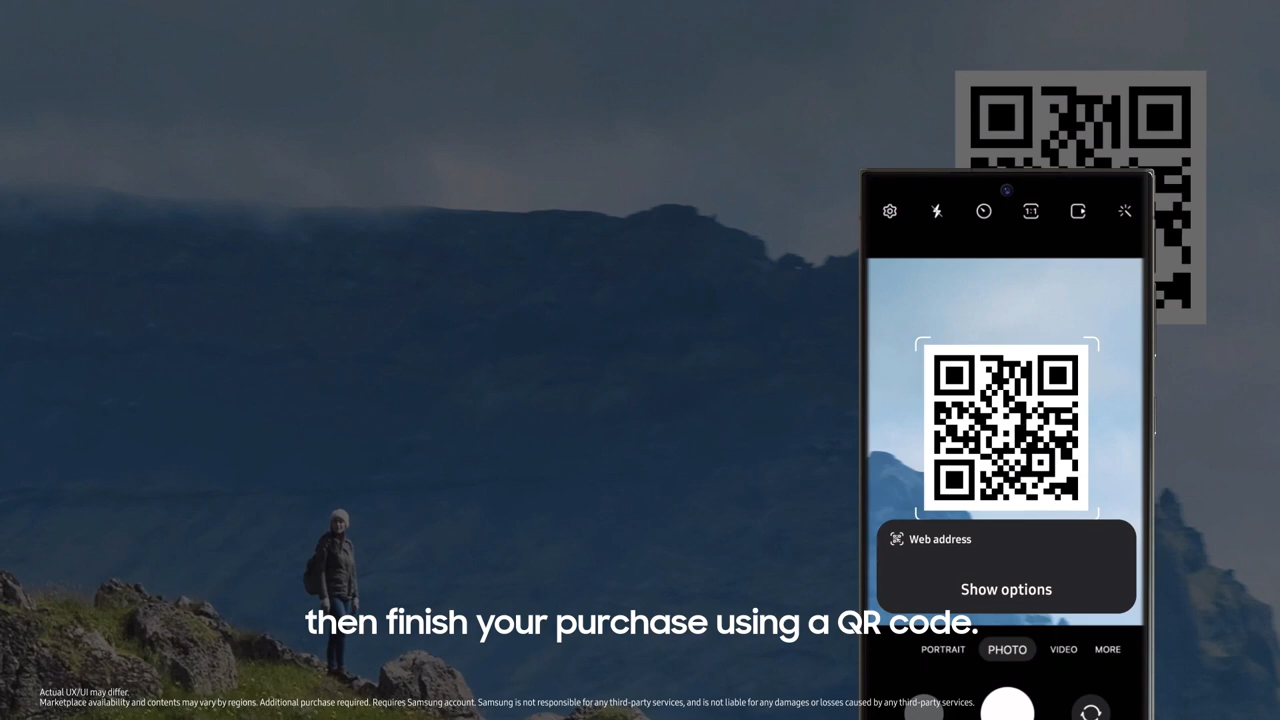 1:1
Web address
Show options
then finish your purchase using a QR code.
PORTRAIT PHOTO VIDEO MORE
Actual UX/UI may differ.
Marketplace availability and contents may vary by regions. Additional purchase required. Requires Samsung account. Samsung is not responsible for any third-party services, and is not liable for any damages or losses caused by any third-party services.